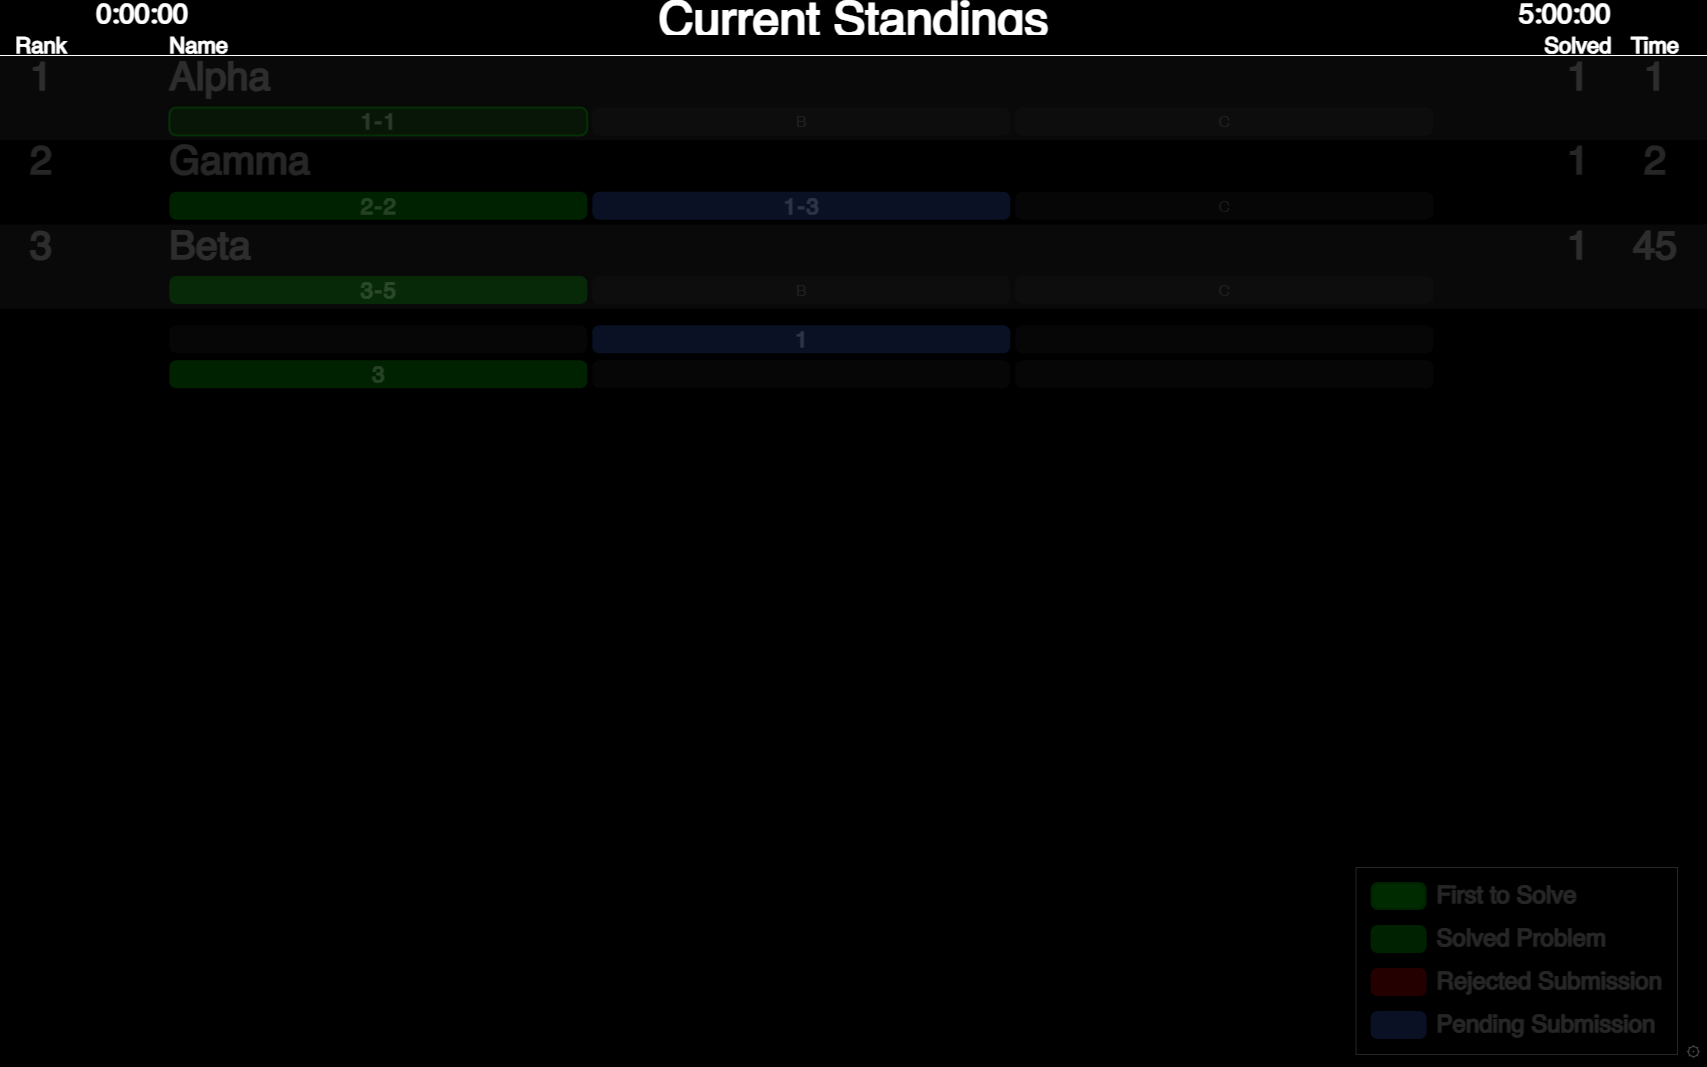 0:00:00 Current Standings 5:00:00
Rank Name Solved Time
1 Alpha 1 1
1-1 B C
2 Gamma 1 2
2-2 1-3 C
3 Beta 1 45
3-5 B C
1
3
First to Solve
Solved Problem
Rejected Submission
Pending Submission